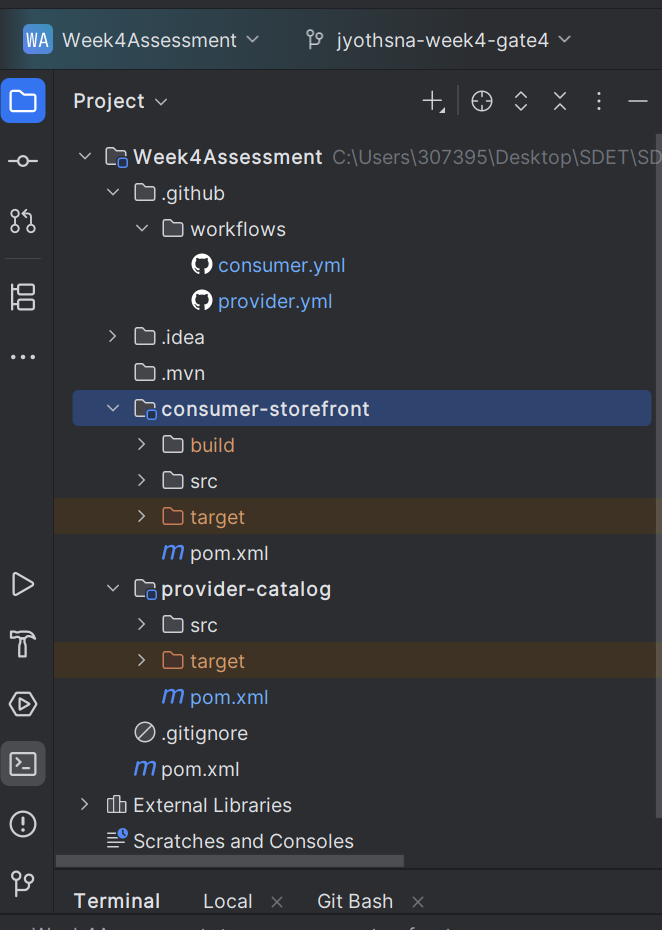 WA Week4Assessment jyothsna-week4-gate4
Project
Week4Assessment C:\Users\307395\Desktop\SDET\SD
.github
workflows
consumer.yml
provider.yml
.idea
.mvn
consumer-storefront
build
src
target
m pom.xml
provider-catalog
src
target
m pom.xml
.gitignore
m pom.xml
External Libraries
Scratches and Consoles
Terminal Local Git Bash